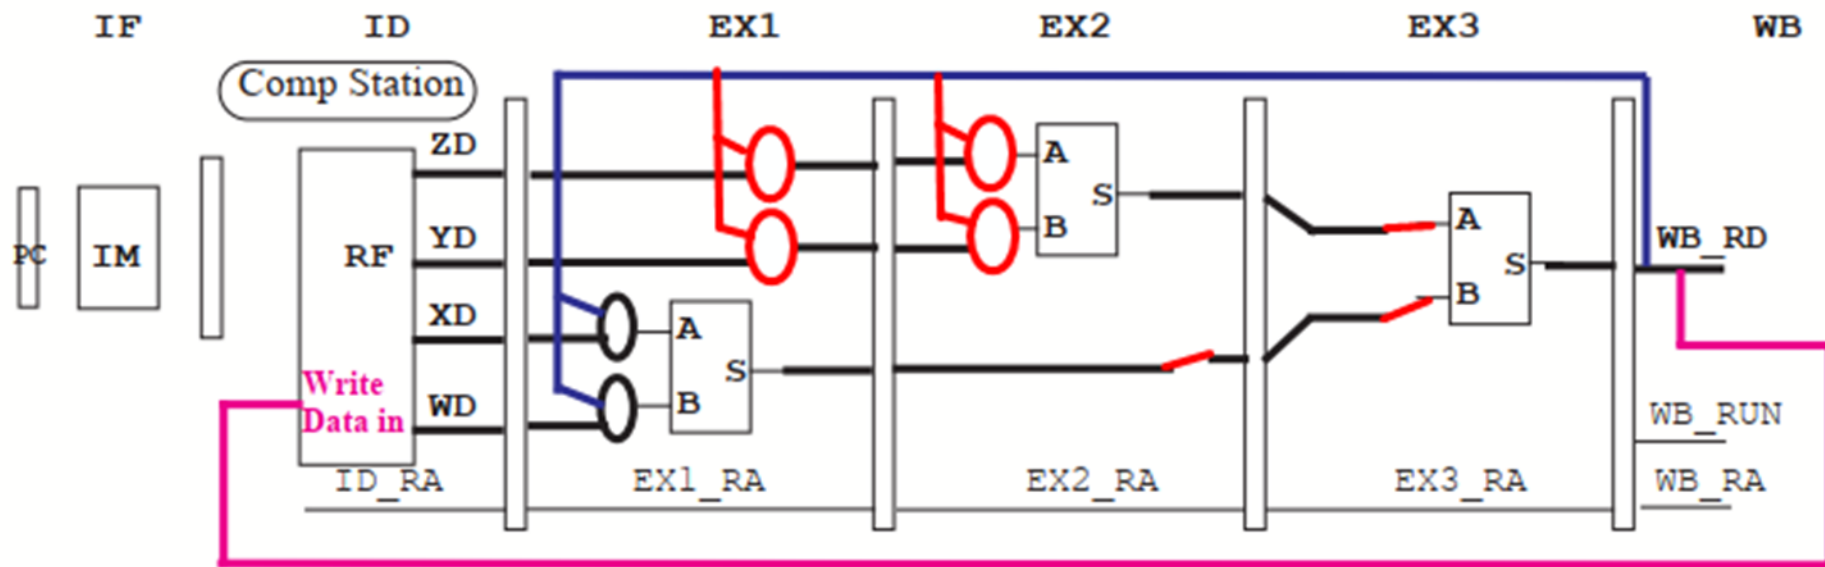 IF ID EX1 EX2 EX3 WB
Comp Station
ZD
YD
XD
WD
PC
IM
RF
Write
Data in
ID_RA
A
B
S
EX1_RA
A
B
S
EX2_RA
A
B
S
EX3_RA
WB_RD
WB_RUN
WB_RA